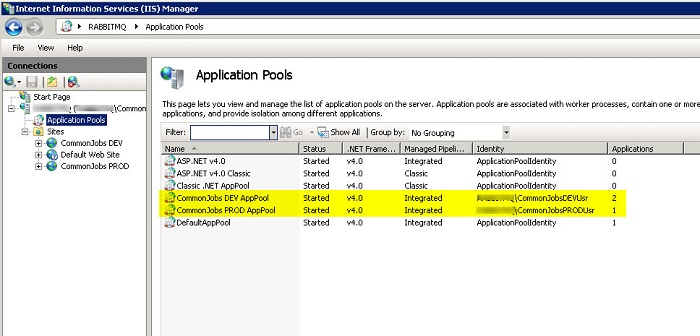 Internet Information Services (IIS) Manager
RABBITMQ ▸ Application Pools
File View Help
Connections
Start Page
\Common
Application Pools
Sites
CommonJobs DEV
Default Web Site
CommonJobs PROD
Application Pools
This page lets you view and manage the list of application pools on the server. Application pools are associated with worker processes, contain one or more
applications, and provide isolation among different applications.
Filter: Go Show All Group by: No Grouping
Name Status .NET Frame... Managed Pipeli... Identity Applications
ASP.NET v4.0 Started v4.0 Integrated ApplicationPoolIdentity 0
ASP.NET v4.0 Classic Started v4.0 Classic ApplicationPoolIdentity 0
Classic .NET AppPool Started v4.0 Classic ApplicationPoolIdentity 0
CommonJobs DEV AppPool Started v4.0 Integrated \CommonJobsDEVUsr 2
CommonJobs PROD AppPool Started v4.0 Integrated \CommonJobsPRODUsr 1
DefaultAppPool Started v4.0 Integrated ApplicationPoolIdentity 1